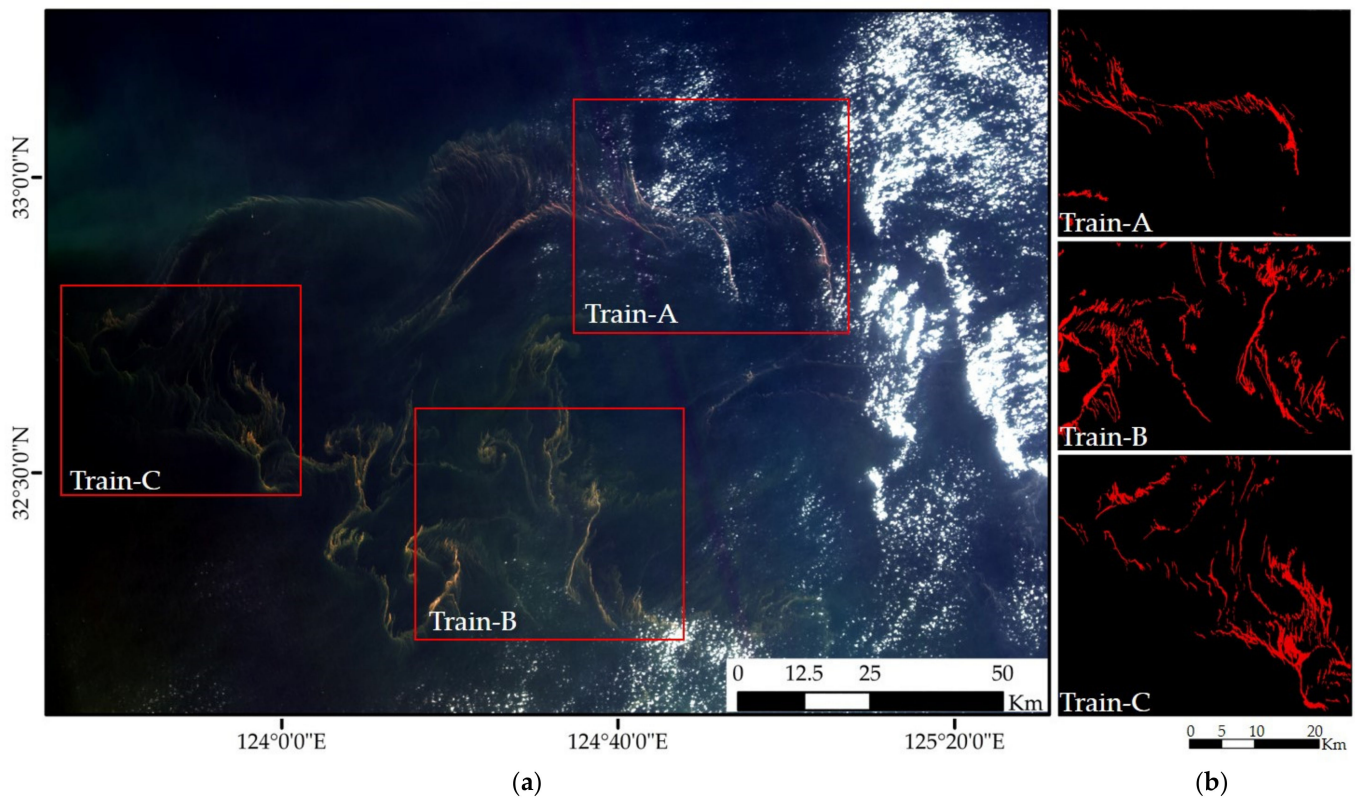 33°0'0"N
32°30'0"N
Train-A
Train-C
Train-B
0 12.5 25 50
Km
124°0'0"E 124°40'0"E 125°20'0"E
(a)
Train-A
Train-B
Train-C
0 5 10 20
Km
(b)